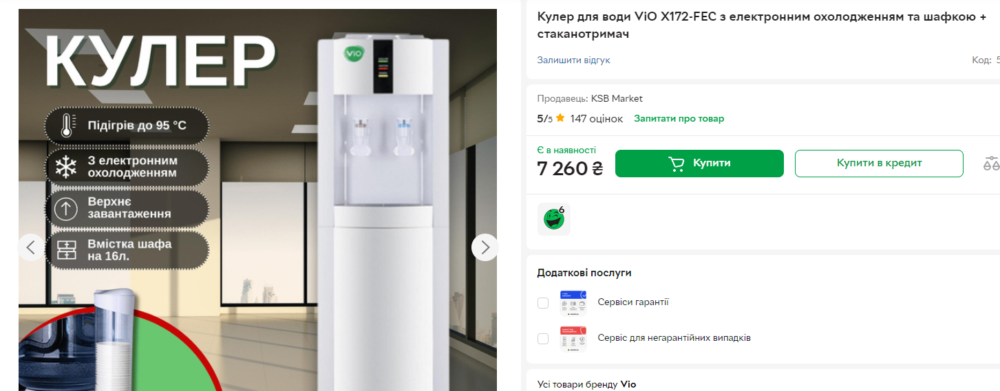 КУЛЕР
ViO
Підігрів до 95 °C
З електронним
охолодженням
Верхнє
завантаження
Вмістка шафа
на 16л.
Кулер для води ViO X172-FEC з електронним охолодженням та шафкою +
стаканотримач
Залишити відгук
Код: 5
Продавець: KSB Market
5/5 147 оцінок Запитати про товар
Є в наявності
7 260 ₴
Купити
Купити в кредит
6
Додаткові послуги
Сервіси гарантії
Сервіс для негарантійних випадків
Усі товари бренду Vio